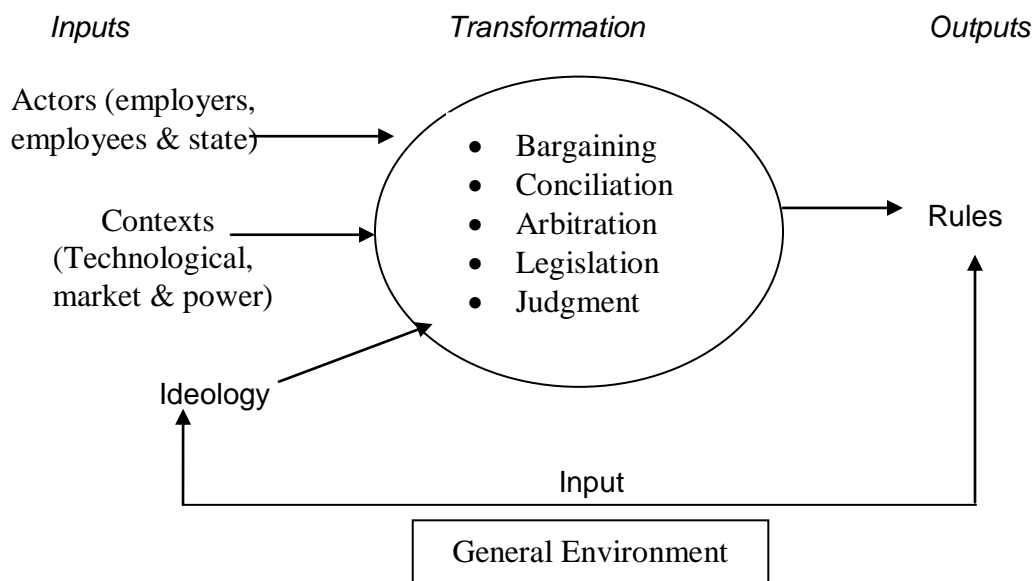 Inputs Transformation Outputs
Actors (employers,
employees & state)
Contexts
(Technological,
market & power)
Ideology
• Bargaining
• Conciliation
• Arbitration
• Legislation
• Judgment
Rules
Input
General Environment